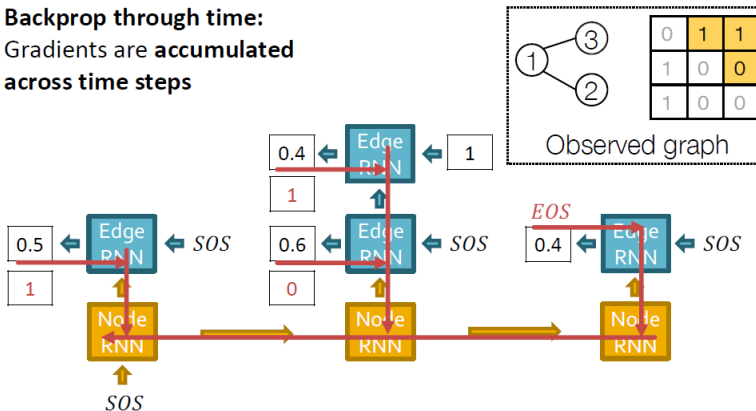 Backprop through time:
Gradients are accumulated
across time steps
1
3
2
0 1 1
1 0 0
1 0 0
Observed graph
0.4
Edge
RNN
1
1
0.5
Edge
RNN
SOS
1
0.6
Edge
RNN
SOS
0
EOS
0.4
Edge
RNN
SOS
Node
RNN
Node
RNN
Node
RNN
SOS